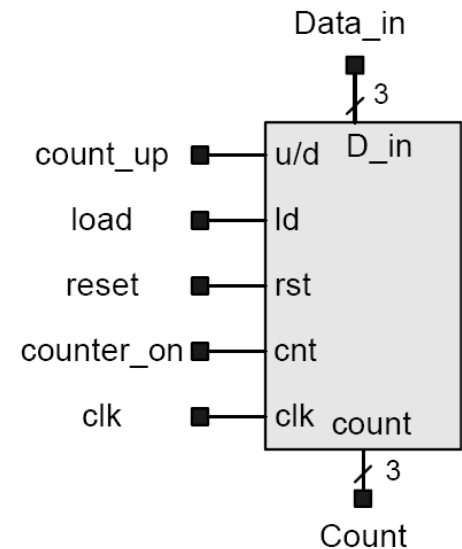 Data_in
3
count_up u/d D_in
load ld
reset rst
counter_on cnt
clk clk
count
3
Count